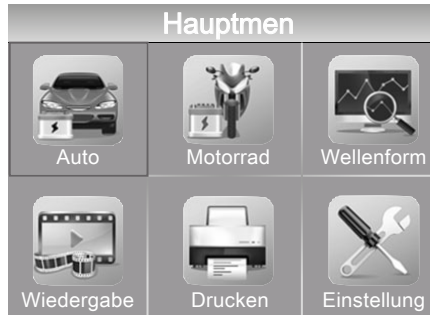 Hauptmen
Auto Motorrad Wellenform
Wiedergabe Drucken Einstellung